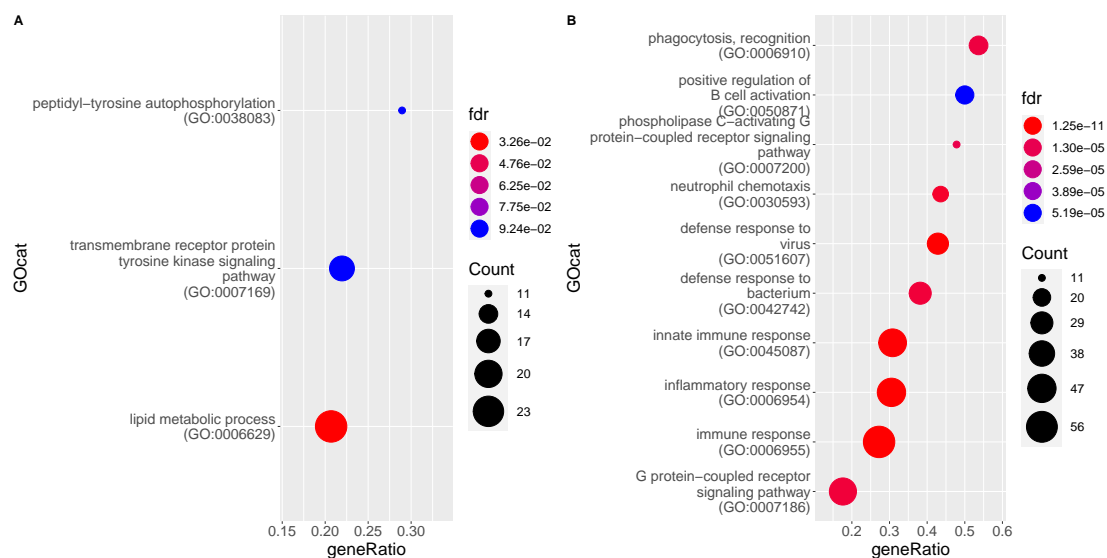 A
peptidyl−tyrosine autophosphorylation
(GO:0038083)
transmembrane receptor protein
tyrosine kinase signaling
pathway
(GO:0007169)
lipid metabolic process
(GO:0006629)
GOcat
0.15 0.20 0.25 0.30
geneRatio
fdr
3.26e−02
4.76e−02
6.25e−02
7.75e−02
9.24e−02
Count
11
14
17
20
23
B
phagocytosis, recognition
(GO:0006910)
positive regulation of
B cell activation
(GO:0050871)
phospholipase C−activating G
protein−coupled receptor signaling
pathway
(GO:0007200)
neutrophil chemotaxis
(GO:0030593)
defense response to
virus
(GO:0051607)
defense response to
bacterium
(GO:0042742)
innate immune response
(GO:0045087)
inflammatory response
(GO:0006954)
immune response
(GO:0006955)
G protein−coupled receptor
signaling pathway
(GO:0007186)
GOcat
0.2 0.3 0.4 0.5 0.6
geneRatio
fdr
1.25e−11
1.30e−05
2.59e−05
3.89e−05
5.19e−05
Count
11
20
29
38
47
56